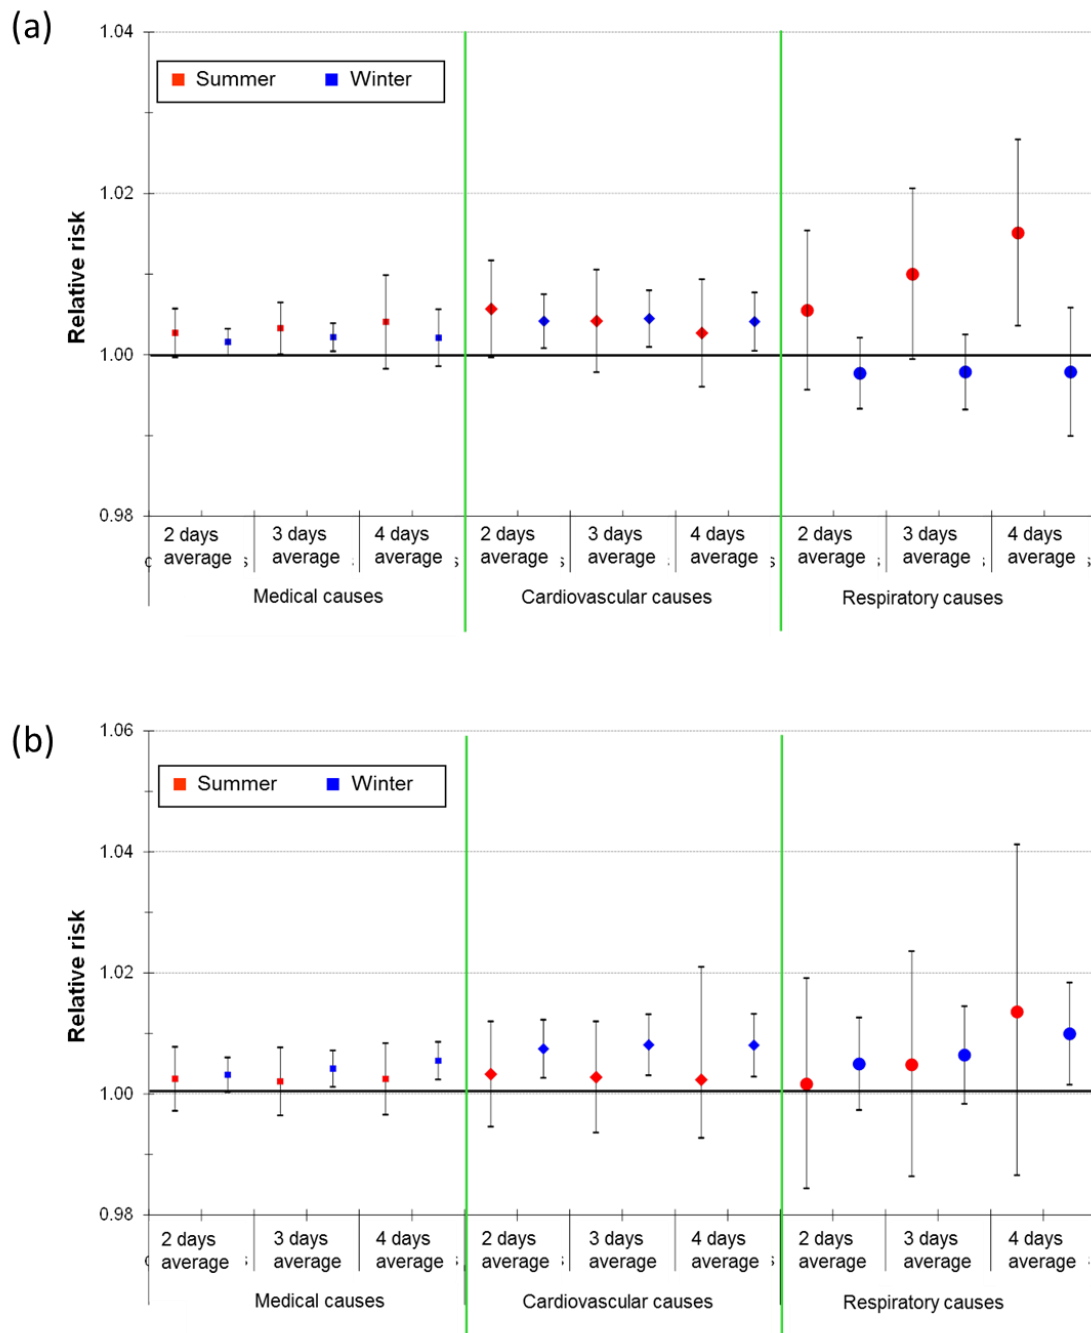 (a)
1.04
Summer Winter
1.02
Relative risk
1.00
0.98
2 days average 3 days average 4 days average 2 days average 3 days average 4 days average 2 days average 3 days average 4 days average
Medical causes Cardiovascular causes Respiratory causes
(b)
1.06
Summer Winter
1.04
Relative risk
1.02
1.00
0.98
2 days average 3 days average 4 days average 2 days average 3 days average 4 days average 2 days average 3 days average 4 days average
Medical causes Cardiovascular causes Respiratory causes